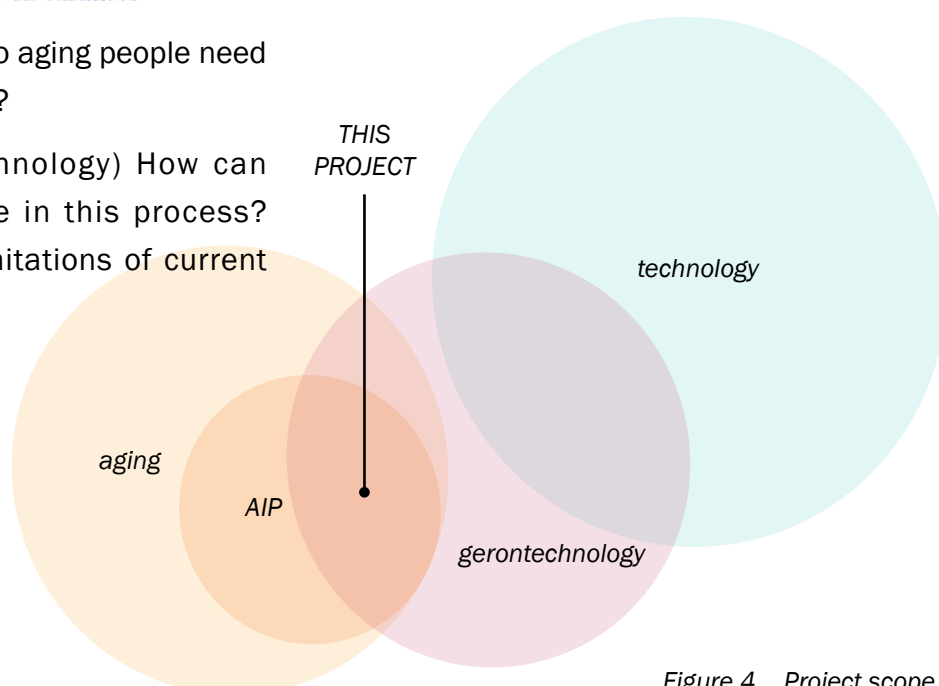 o aging people need
?
THIS
PROJECT
nnology) How can
e in this process?
nitations of current
technology
aging
AIP
gerontechnology
Figure 4 Project scope